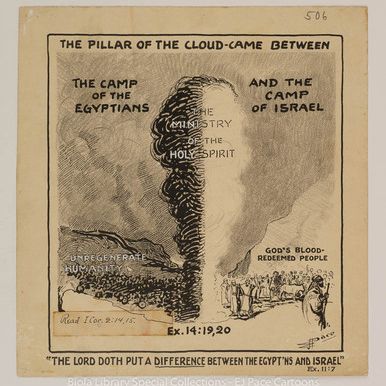 506
THE PILLAR OF THE CLOUD-CAME BETWEEN
THE CAMP
OF THE
EGYPTIANS
AND THE
CAMP
OF ISRAEL
THE
MINISTRY
OF THE
HOLY SPIRIT
UNREGENERATE
HUMANITY
GOD'S BLOOD-
REDEEMED PEOPLE
Read I Cor. 2:14,15.
Ex.14:19,20
Pace
"THE LORD DOTH PUT A DIFFERENCE BETWEEN THE EGYPT'NS AND ISRAEL"
Ex. 11:7
Biola Library Special Collections - EJ Pace Cartoons